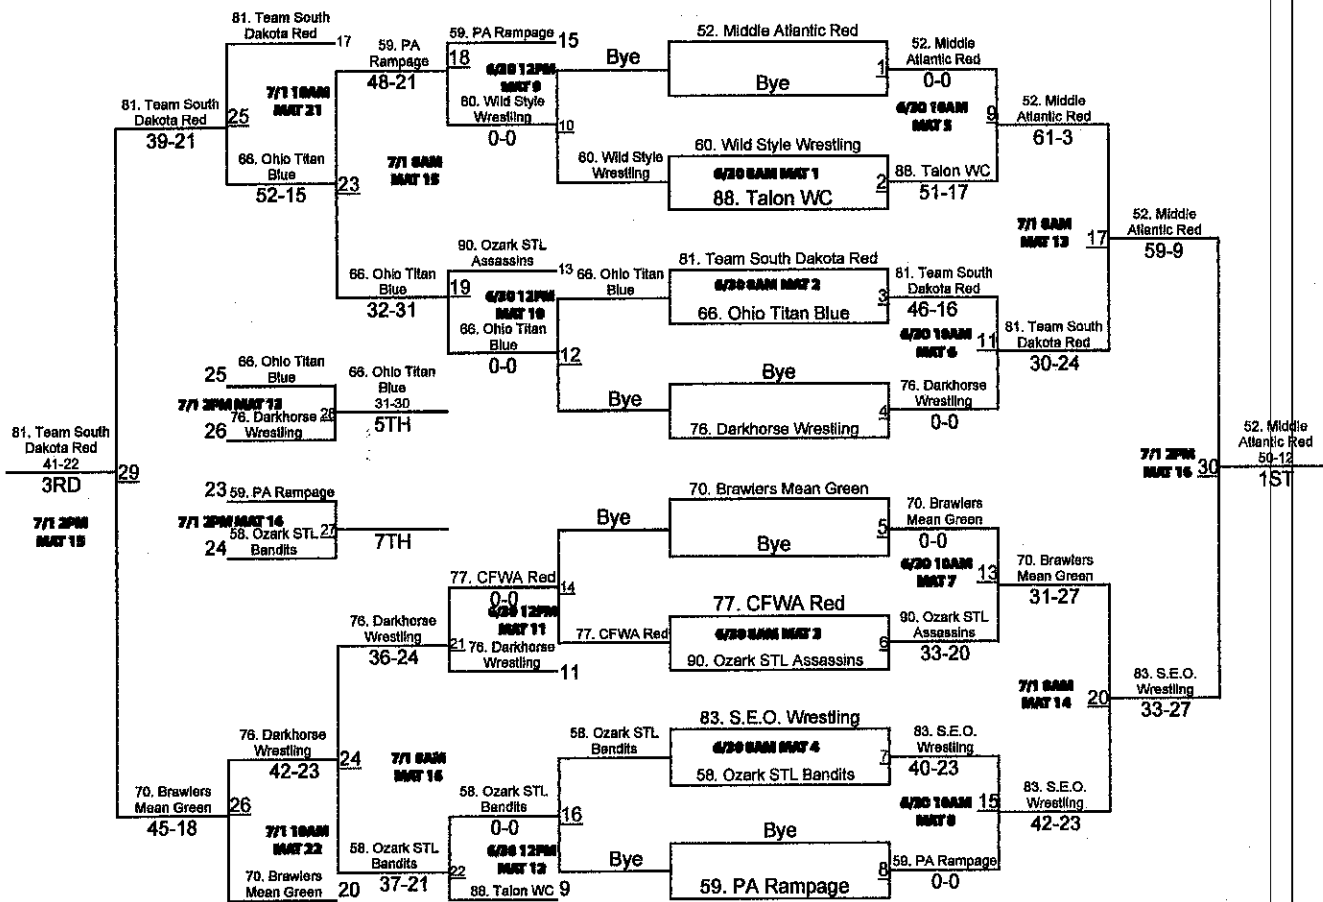 81. Team South
Dakota Red
17
59. PA
Rampage
48-21
59. PA Rampage
15
18
6/30 12PM
MAT 9
80. Wild Style
Wrestling
0-0
10
Bye
52. Middle Atlantic Red
Bye
1
52. Middle
Atlantic Red
0-0
6/30 10AM
MAT 5
9
52. Middle
Atlantic Red
61-3
7/1 10AM
MAT 21
81. Team South
Dakota Red
39-21
25
66. Ohio Titan
Blue
52-15
23
7/1 8AM
MAT 15
60. Wild Style
Wrestling
60. Wild Style Wrestling
6/30 8AM MAT 1
88. Talon WC
2
88. Talon WC
51-17
7/1 8AM
MAT 13
17
52. Middle
Atlantic Red
59-9
90. Ozark STL
Assassins
13
66. Ohio Titan
Blue
32-31
19
6/30 12PM
MAT 10
66. Ohio Titan
Blue
0-0
12
66. Ohio Titan
Blue
81. Team South Dakota Red
6/30 8AM MAT 2
66. Ohio Titan Blue
3
81. Team South
Dakota Red
46-16
6/30 10AM
MAT 6
11
81. Team South
Dakota Red
30-24
Bye
Bye
76. Darkhorse Wrestling
4
76. Darkhorse
Wrestling
0-0
25
66. Ohio Titan
Blue
7/1 2PM MAT 13
26
76. Darkhorse
Wrestling
28
66. Ohio Titan
Blue
31-30
5TH
81. Team South
Dakota Red
41-22
3RD
29
7/1 2PM
MAT 15
23
59. PA Rampage
7/1 2PM MAT 14
24
58. Ozark STL
Bandits
27
7TH
7/1 2PM
MAT 16
30
52. Middle
Atlantic Red
50-12
1ST
Bye
70. Brawlers Mean Green
Bye
5
70. Brawlers
Mean Green
0-0
6/30 10AM
MAT 7
13
70. Brawlers
Mean Green
31-27
77. CFWA Red
0-0
14
6/30 12PM
MAT 11
76. Darkhorse
Wrestling
36-24
21
76. Darkhorse
Wrestling
11
77. CFWA Red
77. CFWA Red
6/30 8AM MAT 3
90. Ozark STL Assassins
6
90. Ozark STL
Assassins
33-20
7/1 8AM
MAT 14
20
83. S.E.O.
Wrestling
33-27
76. Darkhorse
Wrestling
42-23
24
7/1 8AM
MAT 16
58. Ozark STL
Bandits
83. S.E.O. Wrestling
6/30 8AM MAT 4
58. Ozark STL Bandits
7
83. S.E.O.
Wrestling
40-23
6/30 10AM
MAT 8
15
83. S.E.O.
Wrestling
42-23
70. Brawlers
Mean Green
45-18
26
7/1 10AM
MAT 22
58. Ozark STL
Bandits
0-0
16
58. Ozark STL
Bandits
37-21
22
6/30 12PM
MAT 12
88. Talon WC
9
Bye
Bye
59. PA Rampage
8
59. PA Rampage
0-0
70. Brawlers
Mean Green
20